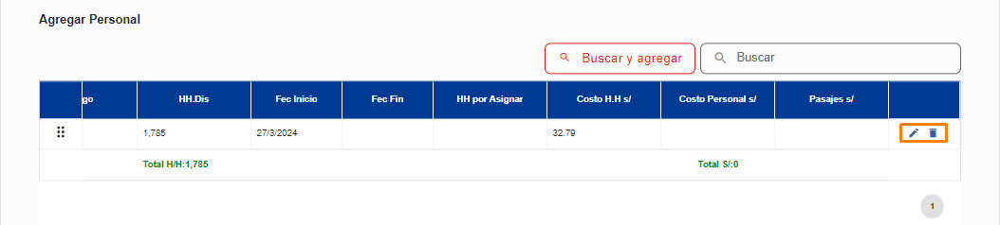 Agregar Personal
Buscar y agregar Buscar
go HH.Dis Fec Inicio Fec Fin HH por Asignar Costo H.H s/ Costo Personal s/ Pasajes s/
1,785 27/3/2024 32.79
Total H/H:1,785 Total S/:0
1